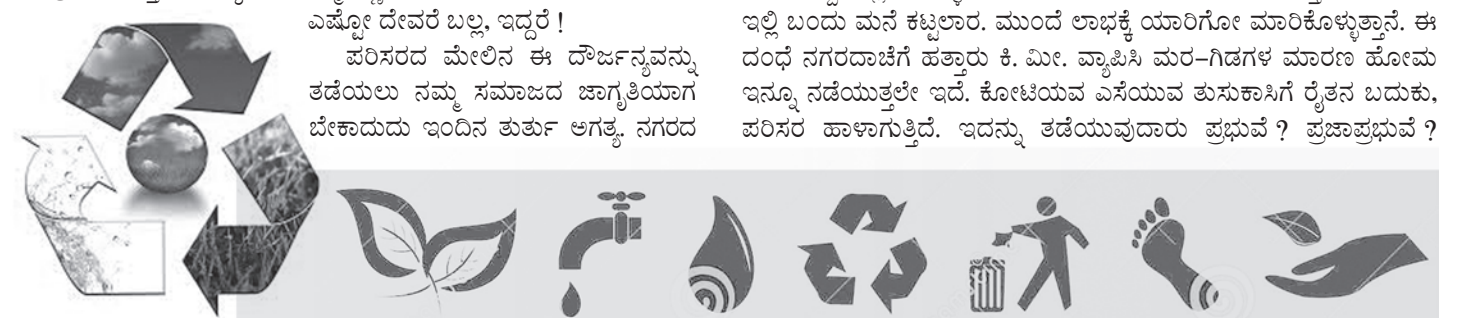 ಎಷ್ಟೋ ದೇವರೆ ಬಲ್ಲ, ಇದ್ದರೆ !
ಪರಿಸರದ ಮೇಲಿನ ಈ ದೌರ್ಜನ್ಯವನ್ನು
ತಡೆಯಲು ನಮ್ಮ ಸಮಾಜದ ಜಾಗೃತಿಯಾಗ
ಬೇಕಾದುದು ಇಂದಿನ ತುರ್ತು ಅಗತ್ಯ. ನಗರದ
ಇಲ್ಲಿ ಬಂದು ಮನೆ ಕಟ್ಟಲಾರ. ಮುಂದೆ ಲಾಭಕ್ಕೆ ಯಾರಿಗೋ ಮಾರಿಕೊಳ್ಳುತ್ತಾನೆ. ಈ
ದಂಧೆ ನಗರದಾಚೆಗೆ ಹತ್ತಾರು ಕಿ. ಮೀ. ವ್ಯಾಪಿಸಿ ಮರ–ಗಿಡಗಳ ಮಾರಣ ಹೋಮ
ಇನ್ನೂ ನಡೆಯುತ್ತಲೇ ಇದೆ. ಕೋಟಿಯವ ಎಸೆಯುವ ತುಸುಕಾಸಿಗೆ ರೈತನ ಬದುಕು,
ಪರಿಸರ ಹಾಳಾಗುತ್ತಿದೆ. ಇದನ್ನು ತಡೆಯುವುದಾರು ಪ್ರಭುವೆ ? ಪ್ರಜಾಪ್ರಭುವೆ ?